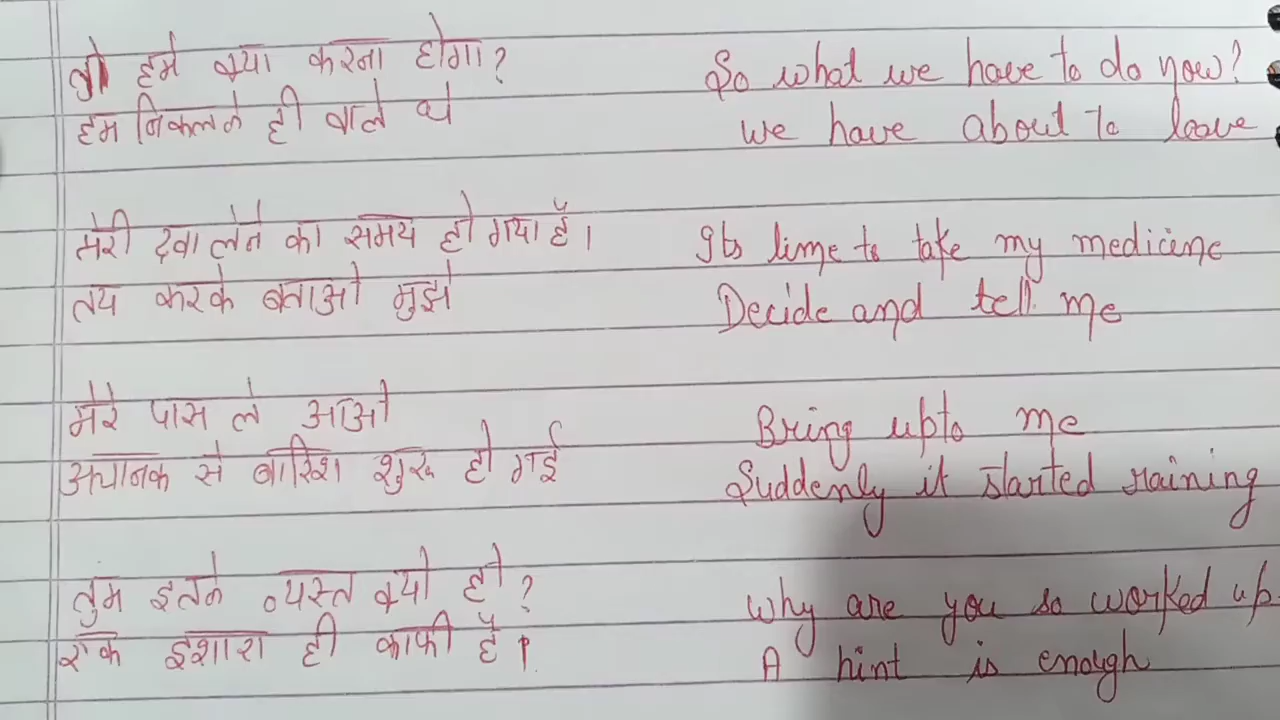 तो हमे क्या करना होगा? So what we have to do now?
हम निकलने ही वाले थे we have about to leave
मेरी दवा लेने का समय हो गया है। Its time to take my medicine
तय करके बताओ मुझे Decide and tell me
मेरे पास ले आओ Bring upto me
अचानक से बारिश शुरू हो गई Suddenly it started raining
तुम इतने व्यस्त क्यो हो? Why are you so worked up.
एक इशारा ही काफी है। A hint is enough